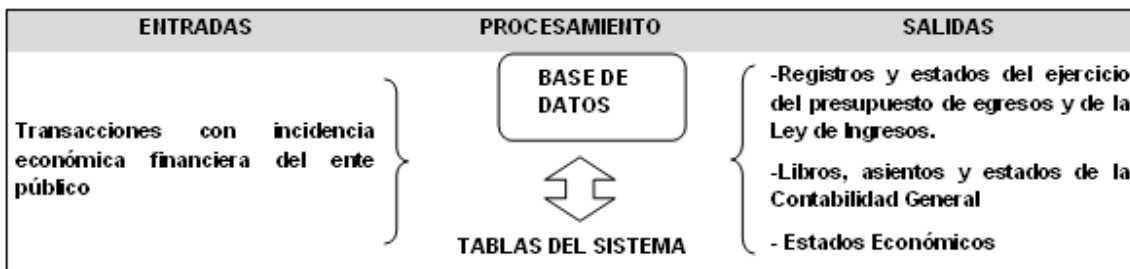 ENTRADAS
PROCESAMIENTO
SALIDAS
Transacciones con incidencia
económica financiera del ente
público
BASE DE
DATOS
TABLAS DEL SISTEMA
-Registros y estados del ejercicio
del presupuesto de egresos y de la
Ley de Ingresos.
-Libros, asientos y estados de la
Contabilidad General
- Estados Económicos